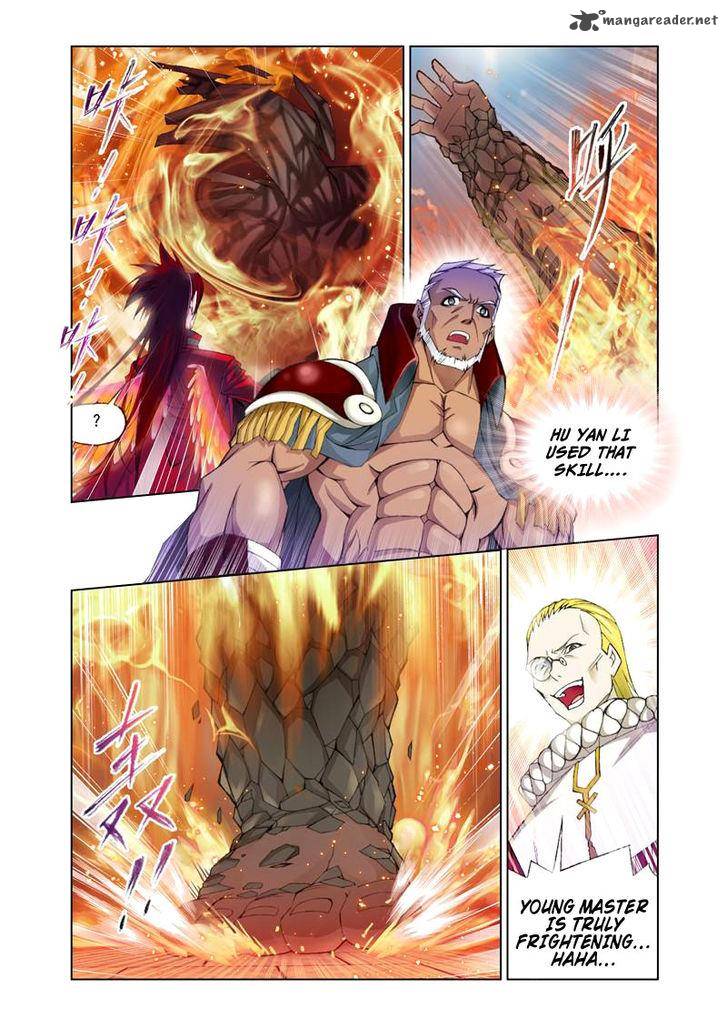 mangareader.net
咔!
咔!
咔!
呼
?
HU YAN LI
USED THAT
SKILL....
轰!!
YOUNG MASTER
IS TRULY
FRIGHTENING...
HAHA...